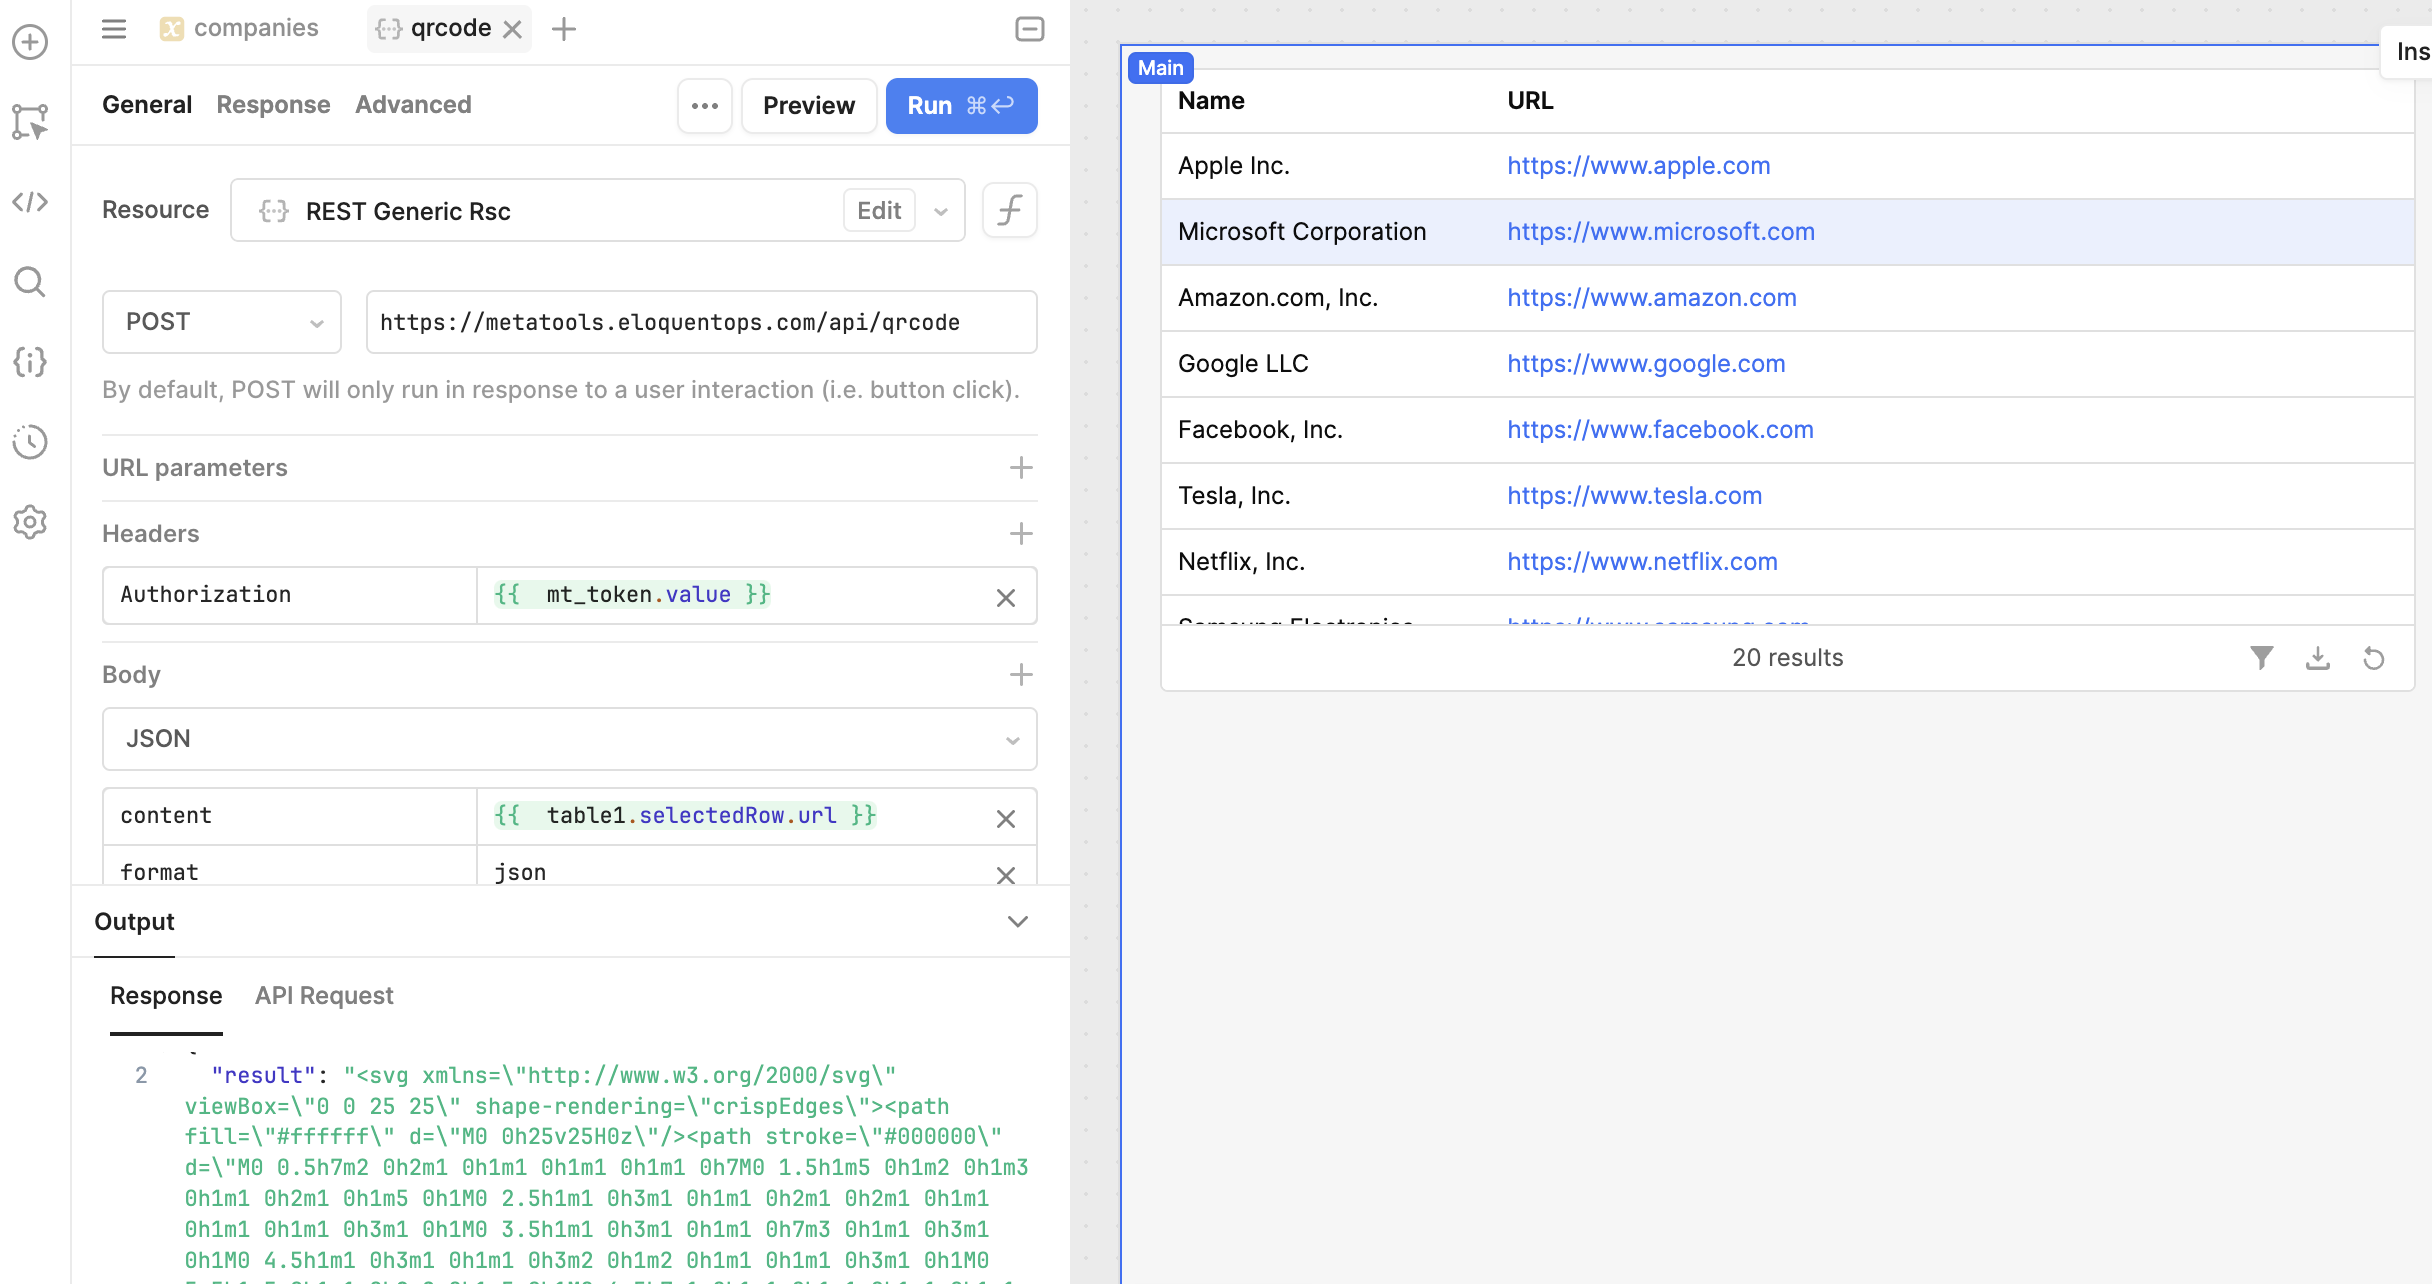 companies
qrcode
General Response Advanced
Preview
Run ⌘↩
Resource
REST Generic Rsc
Edit
POST
https://metatools.eloquentops.com/api/qrcode
By default, POST will only run in response to a user interaction (i.e. button click).
URL parameters
Headers
Authorization {{ mt_token.value }}
Body
JSON
content {{ table1.selectedRow.url }}
format json
Output
Response API Request
2 "result": "<svg xmlns=\"http://www.w3.org/2000/svg\"
viewBox=\"0 0 25 25\" shape-rendering=\"crispEdges\"><path
fill=\"#ffffff\" d=\"M0 0h25v25H0z\"/><path stroke=\"#000000\"
d=\"M0 0.5h7m2 0h2m1 0h1m1 0h1m1 0h1m1 0h7M0 1.5h1m5 0h1m2 0h1m3
0h1m1 0h2m1 0h1m5 0h1M0 2.5h1m1 0h3m1 0h1m1 0h2m1 0h2m1 0h1m1
0h1m1 0h1m1 0h3m1 0h1M0 3.5h1m1 0h3m1 0h1m1 0h7m3 0h1m1 0h3m1
0h1M0 4.5h1m1 0h3m1 0h1m1 0h3m2 0h1m2 0h1m1 0h1m1 0h3m1 0h1M0
Main
Ins
Name URL
Apple Inc. https://www.apple.com
Microsoft Corporation https://www.microsoft.com
Amazon.com, Inc. https://www.amazon.com
Google LLC https://www.google.com
Facebook, Inc. https://www.facebook.com
Tesla, Inc. https://www.tesla.com
Netflix, Inc. https://www.netflix.com
Samsung Electronics https://www.samsung.com
20 results